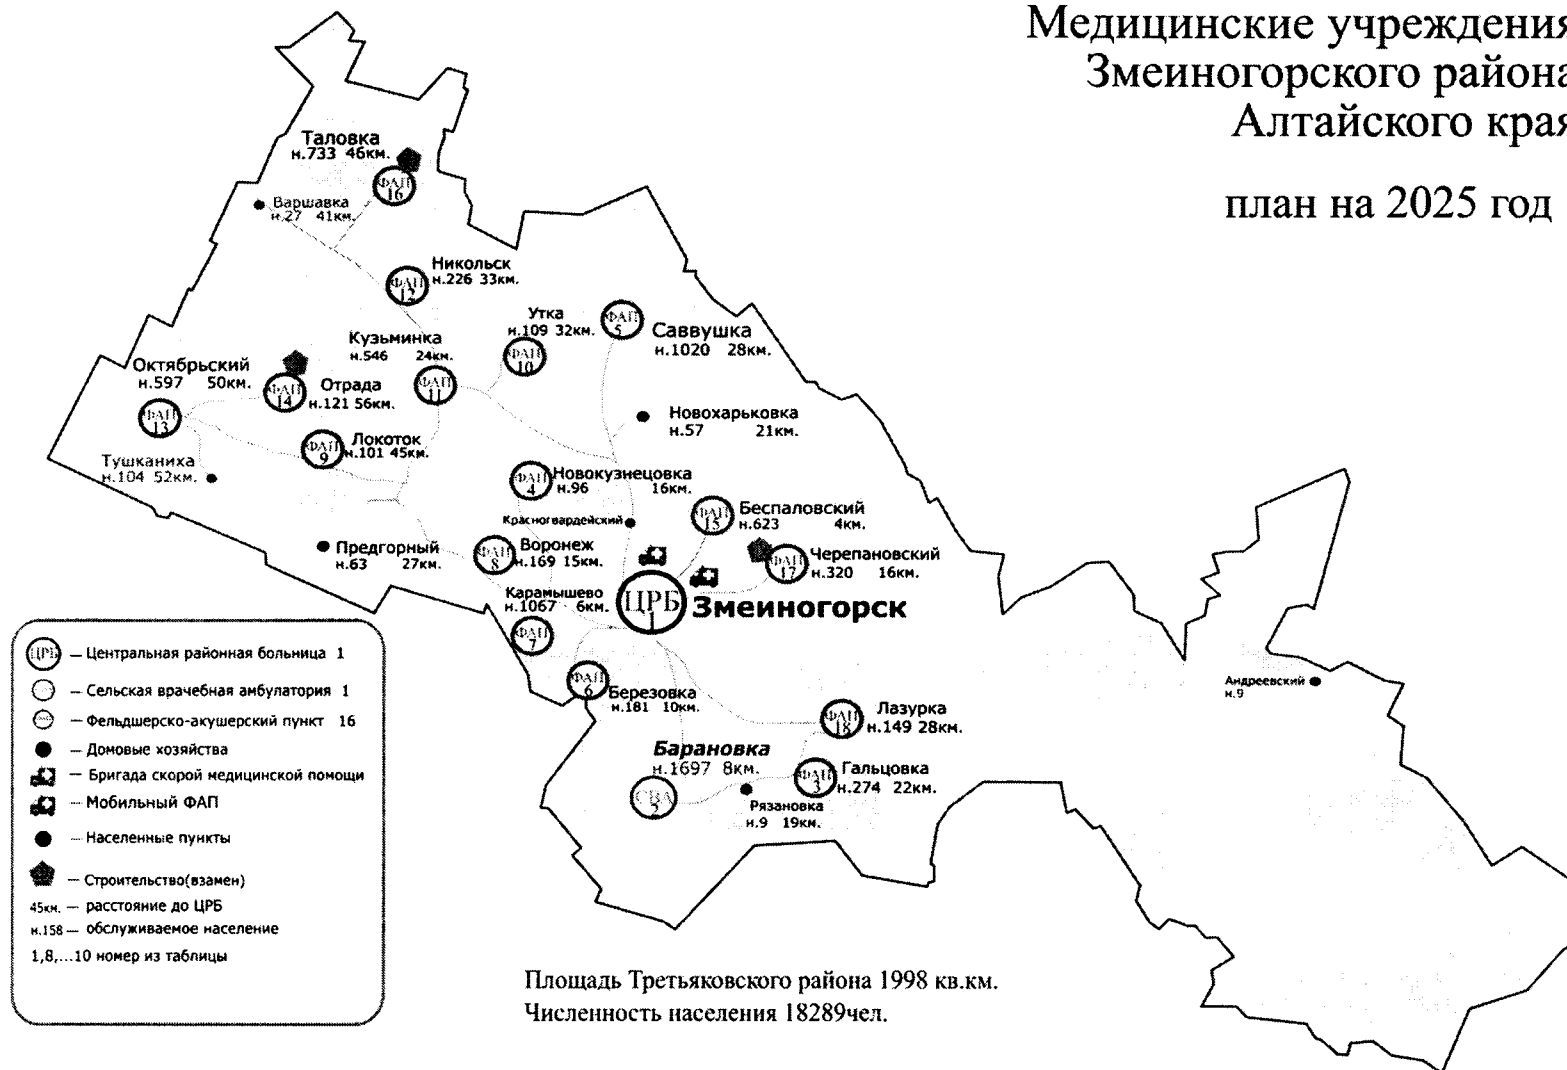 Медицинские учреждения
Змеиногорского района
Алтайского края
план на 2025 год
Таловка
н.733 46км.
ФАП
16
Варшавка
н.27 41км.
Никольск
н.226 33км.
ФАП
12
Утка
н.109 32км.
ФАП
10
ФАП
5
Саввушка
н.1020 28км.
Кузьминка
н.546 24км.
ФАП
11
Октябрьский
н.597 50км.
ФАП
13
Отрада
н.121 56км.
ФАП
14
Новохарьковка
н.57 21км.
Локоток
н.101 45км.
ФАП
9
Тушканиха
н.104 52км.
Новокузнецовка
н.96 16км.
ФАП
4
Красногвардейский
Беспаловский
н.623 4км.
ФАП
15
Предгорный
н.63 27км.
Воронеж
н.169 15км.
ФАП
8
Черепановский
н.320 16км.
ФАП
17
Карамышево
н.1067 6км.
ФАП
7
ЦРБ
1
Змеиногорск
Березовка
н.181 10км.
ФАП
6
Андреевский
н.9
Лазурка
н.149 28км.
ФАП
18
Барановка
н.1697 8км.
СВА
2
Гальцовка
н.274 22км.
ФАП
3
Рязановка
н.9 19км.
ЦРБ — Центральная районная больница 1
— Сельская врачебная амбулатория 1
— Фельдшерско-акушерский пункт 16
— Домовые хозяйства
— Бригада скорой медицинской помощи
— Мобильный ФАП
— Населенные пункты
— Строительство(взамен)
45км. — расстояние до ЦРБ
н.158 — обслуживаемое население
1,8,...10 номер из таблицы
Площадь Третьяковского района 1998 кв.км.
Численность населения 18289чел.